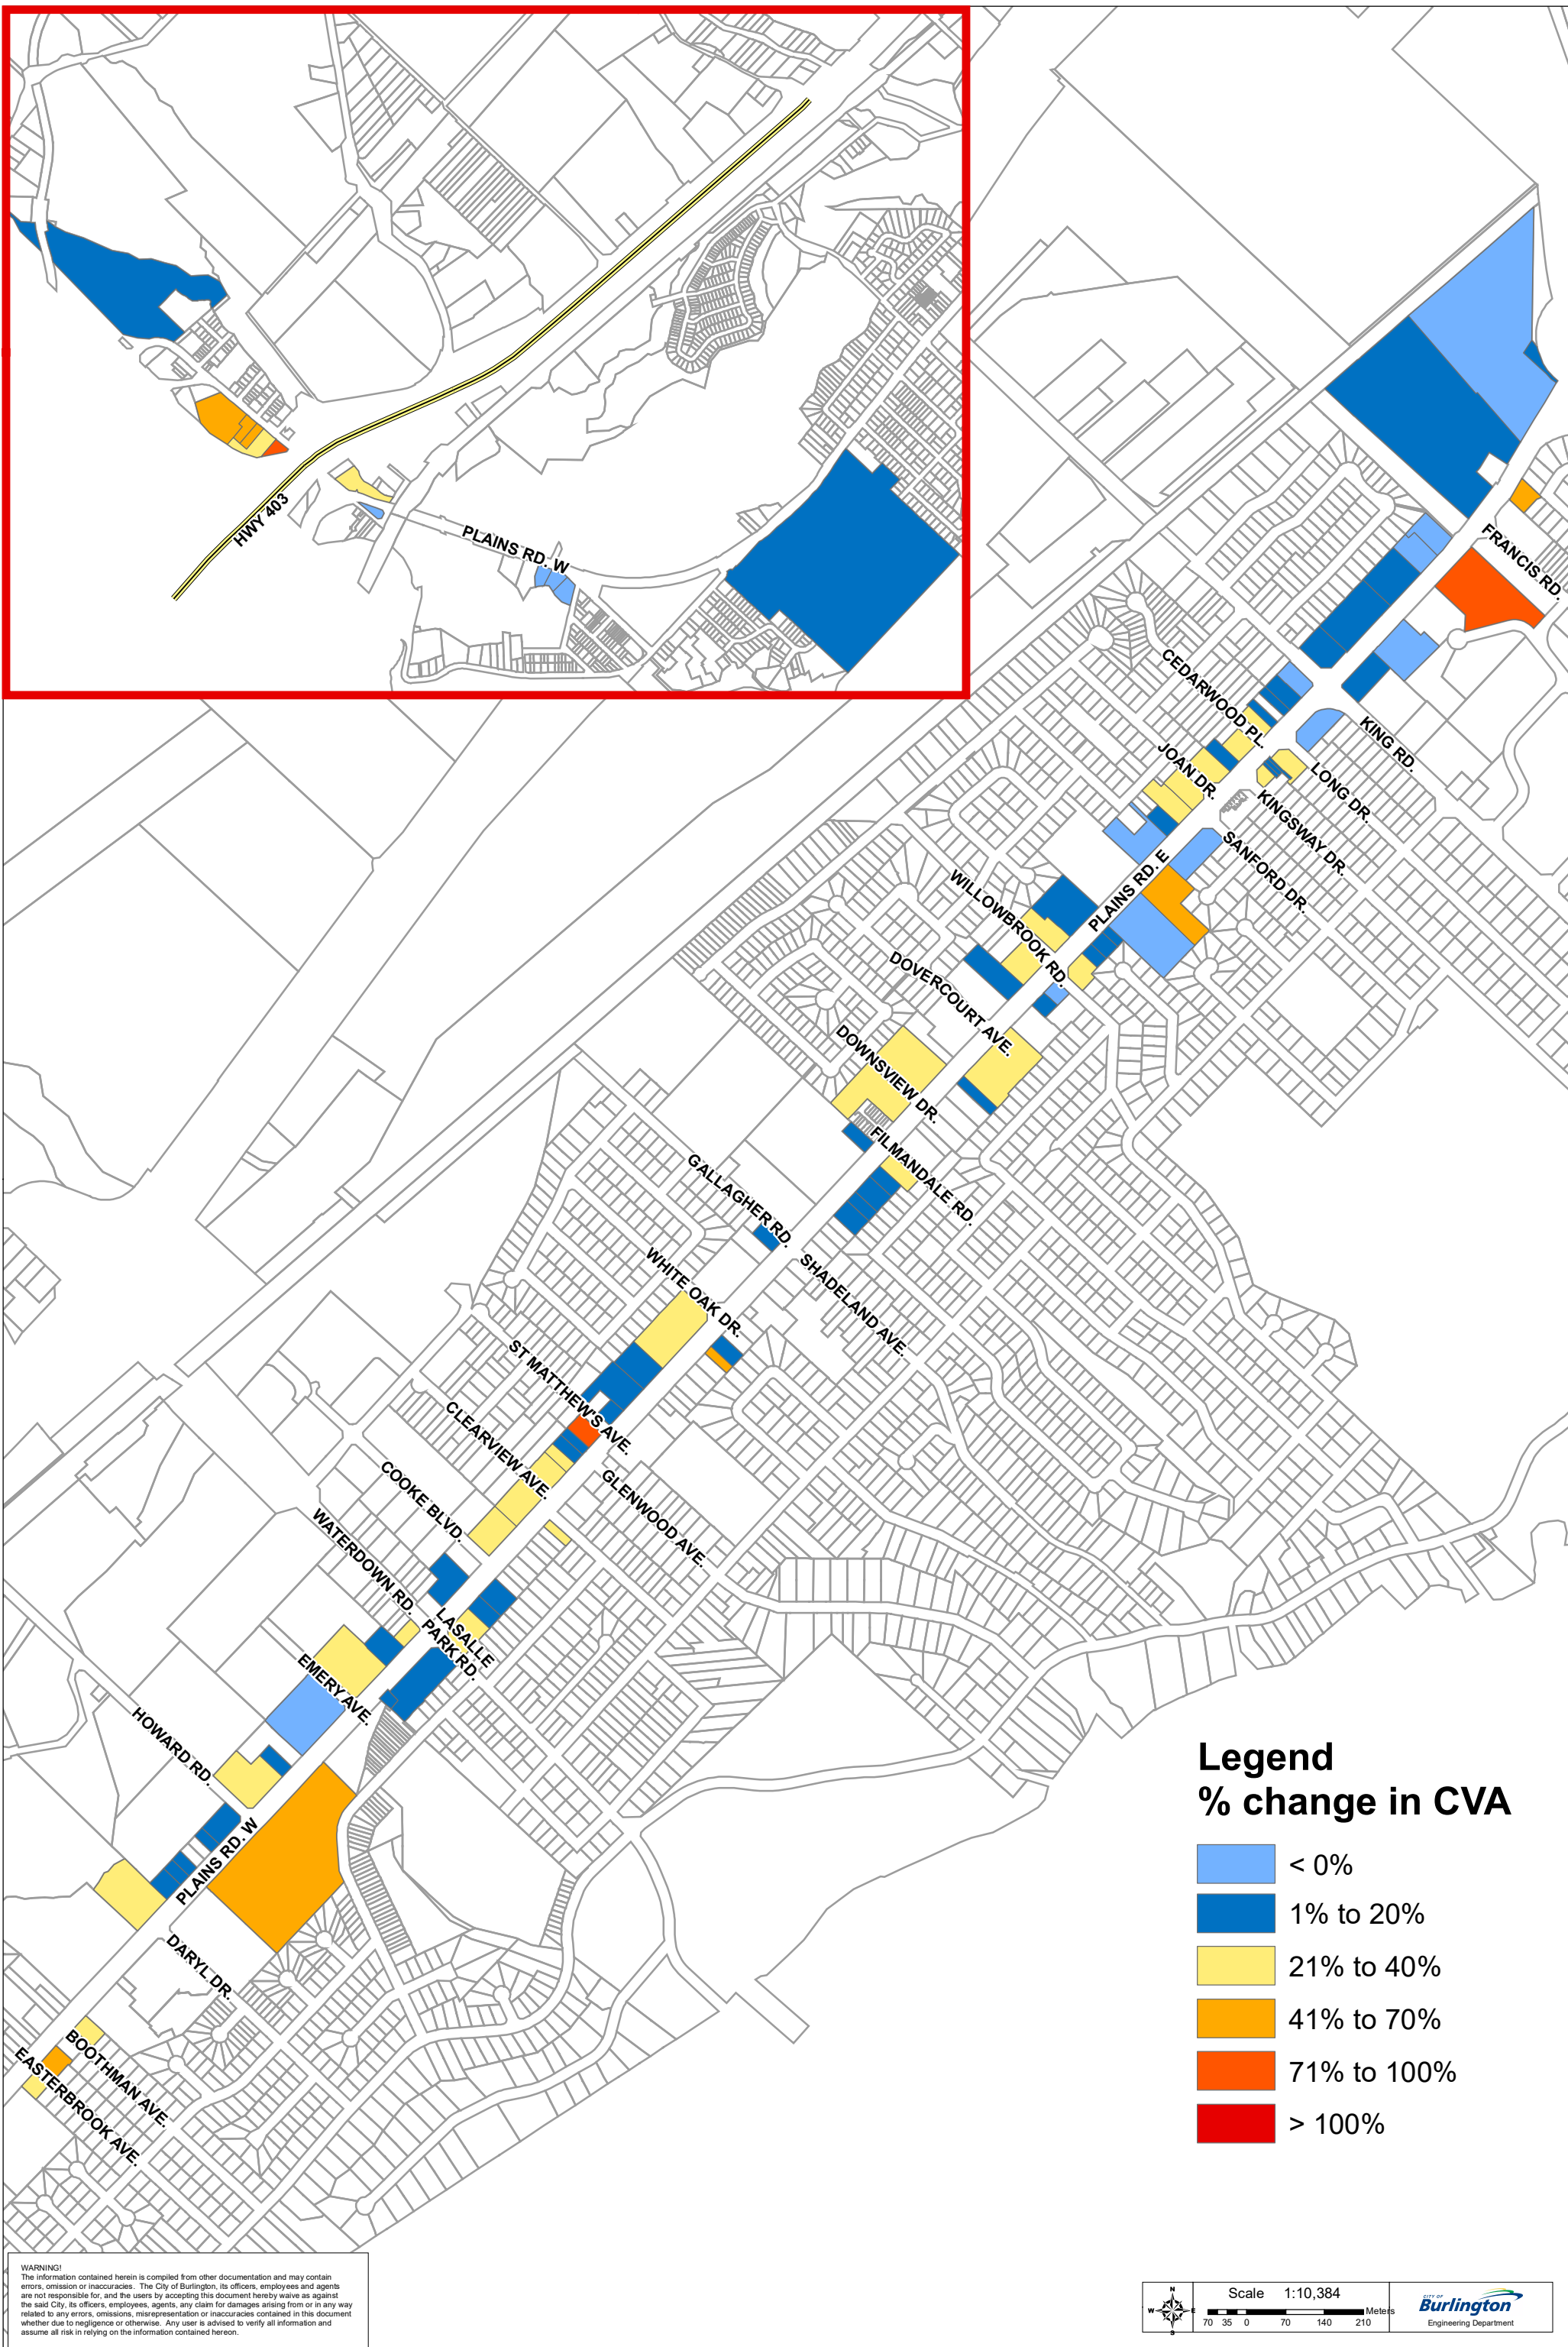 HWY 403
PLAINS RD. W
FRANCIS RD.
CEDARWOOD PL.
KING RD.
JOAN DR.
LONG DR.
KINGSWAY DR.
SANFORD DR.
PLAINS RD. E
WILLOWBROOK RD.
DOVERCOURT AVE.
DOWNSVIEW DR.
FILMANDALE RD.
GALLAGHER RD.
SHADELAND AVE.
WHITE OAK DR.
ST MATTHEW'S AVE.
CLEARVIEW AVE.
GLENWOOD AVE.
COOKE BLVD.
WATERDOWN RD.
LASALLE
PARK RD.
EMERY AVE.
HOWARD RD.
PLAINS RD. W
DARYL DR.
BOOTHMAN AVE.
EASTERBROOK AVE.
Legend
% change in CVA
< 0%
1% to 20%
21% to 40%
41% to 70%
71% to 100%
> 100%
WARNING!
The information contained herein is compiled from other documentation and may contain
errors, omission or inaccuracies. The City of Burlington, its officers, employees and agents
are not responsible for, and the users by accepting this document hereby waive as against
the said City, its officers, employees, agents, any claim for damages arising from or in any way
related to any errors, omissions, misrepresentation or inaccuracies contained in this document
whether due to negligence or otherwise. Any user is advised to verify all information and
assume all risk in relying on the information contained hereon.
N
W E
S
Scale 1:10,384
Meters
70 35 0 70 140 210
CITY OF
Burlington
Engineering Department